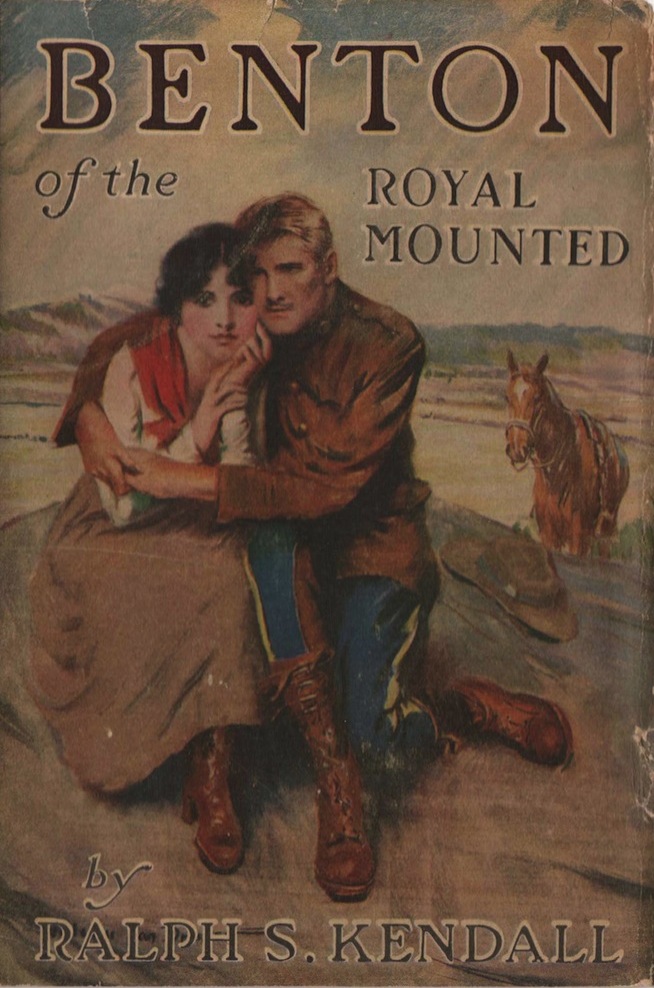 BENTON
of the
ROYAL
MOUNTED
by
RALPH S. KENDALL